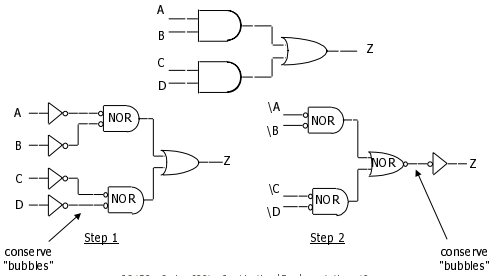 A
B
Z
C
D
A
B
C
D
NOR
NOR
Z
\A
\B
\C
\D
NOR
NOR
NOR
Z
conserve
"bubbles"
Step 1
Step 2
conserve
"bubbles"